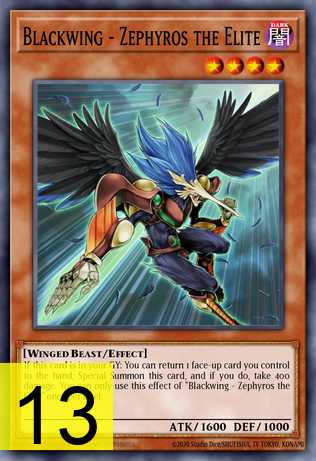 BLACKWING - ZEPHYROS THE ELITE
DARK
闇
[WINGED BEAST/EFFECT]
If this card is in your GY: You can return 1 face-up card you control
to the hand; Special Summon this card, and if you do, take 400
damage. You can only use this effect of "Blackwing - Zephyros the
once
ATK/1600 DEF/1000
13
©2020 Studio Dice/SHUEISHA, TV TOKYO, KONAMI